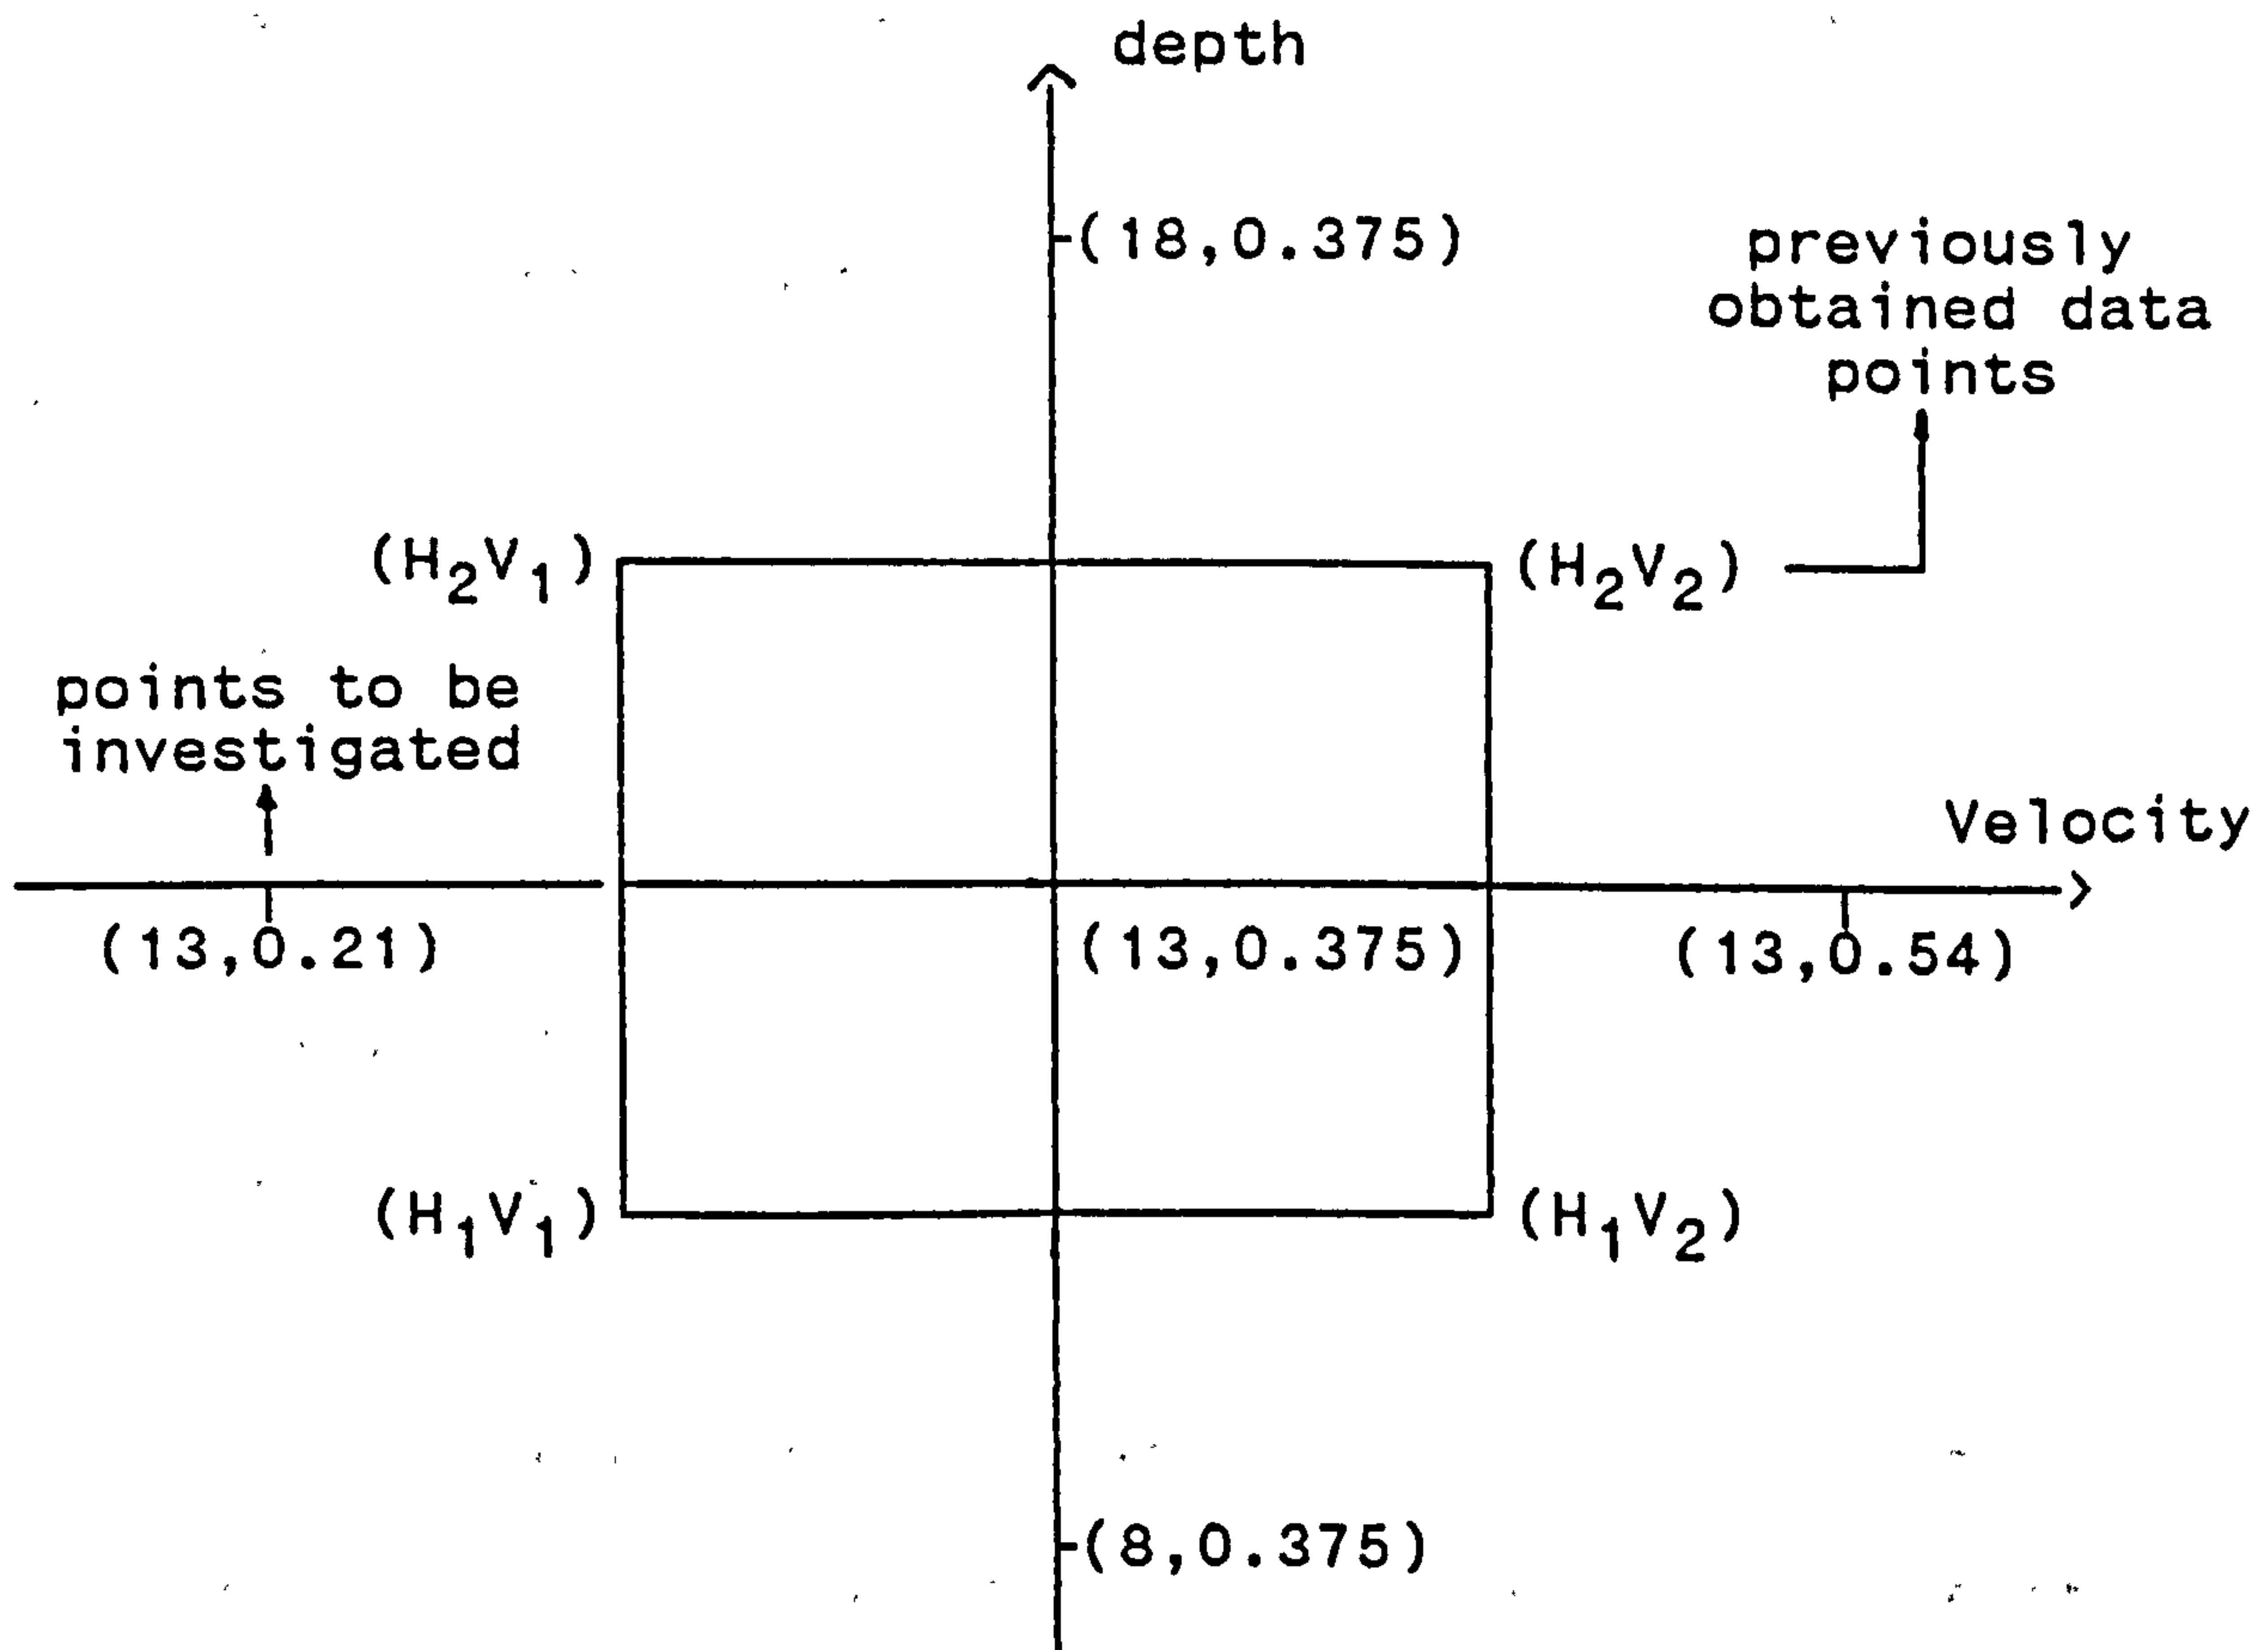 depth
(18,0.375)
previously
obtained data
points
(H2V1)
(H2V2)
points to be
investigated
Velocity
(13,0.21)
(13,0.375)
(13,0.54)
(H1V1)
(H1V2)
(8,0.375)